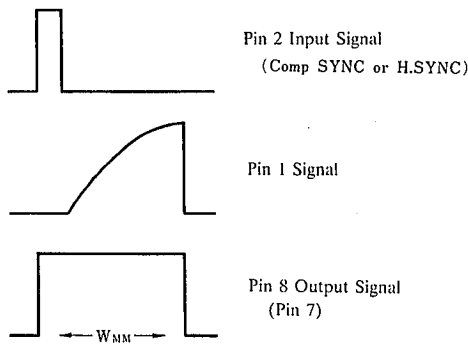 Pin 2 Input Signal
(Comp SYNC or H.SYNC)
Pin 1 Signal
Pin 8 Output Signal
(Pin 7)
WMM